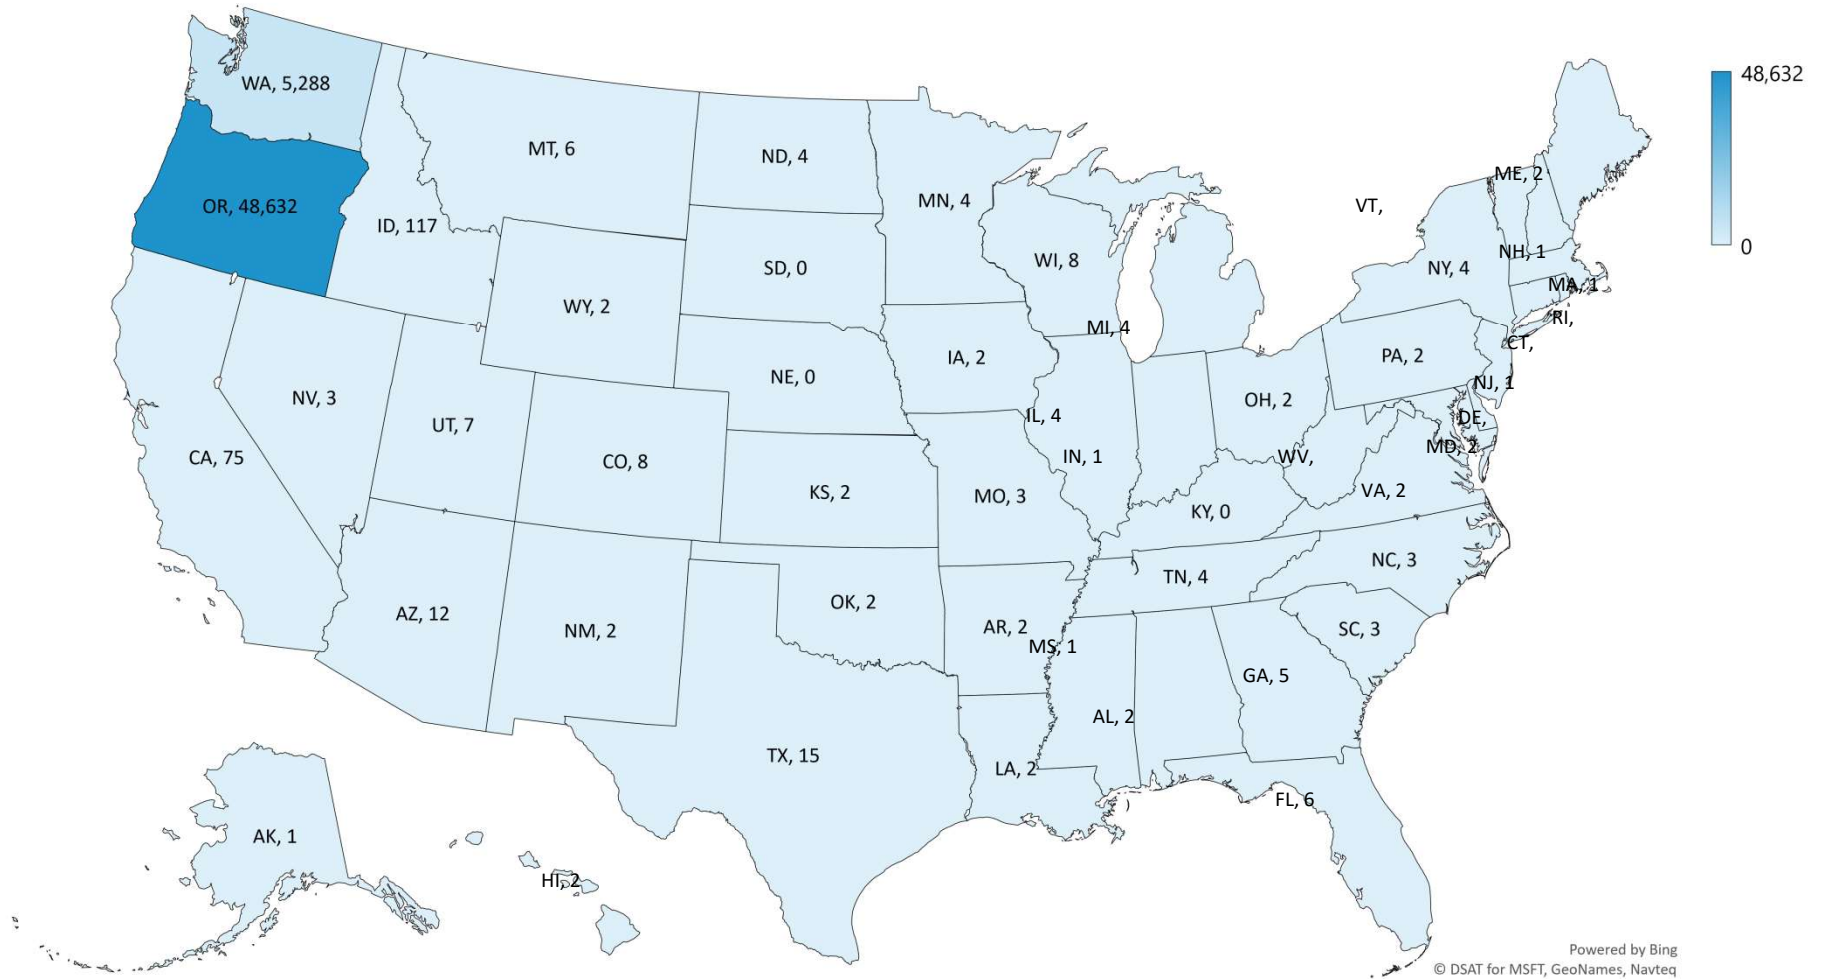 48,632
WA, 5,288
MT, 6
ND, 4
ME, 2
OR, 48,632
MN, 4
VT,
ID, 117
NH, 1
WI, 8
SD, 0
NY, 4
MA, 1
WY, 2
RI,
MI, 4
CT,
IA, 2
PA, 2
NE, 0
NJ, 1
NV, 3
OH, 2
IL, 4
DE,
UT, 7
MD, 2
CA, 75
CO, 8
IN, 1
WV,
KS, 2
MO, 3
VA, 2
KY, 0
NC, 3
TN, 4
OK, 2
AZ, 12
NM, 2
AR, 2
SC, 3
MS, 1
GA, 5
AL, 2
TX, 15
LA, 2
FL, 6
AK, 1
HI, 2
0
Powered by Bing
© DSAT for MSFT, GeoNames, Navteq